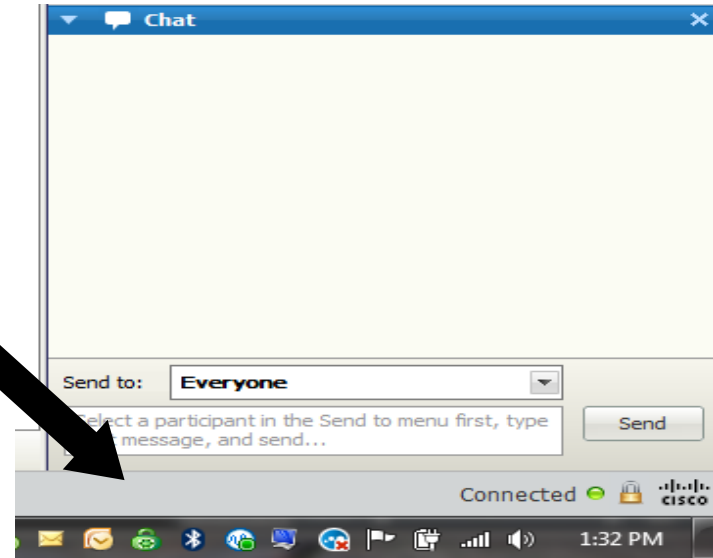 Chat
Send to: Everyone
Select a participant in the Send to menu first, type
message, and send...
Send
Connected
cisco
1:32 PM